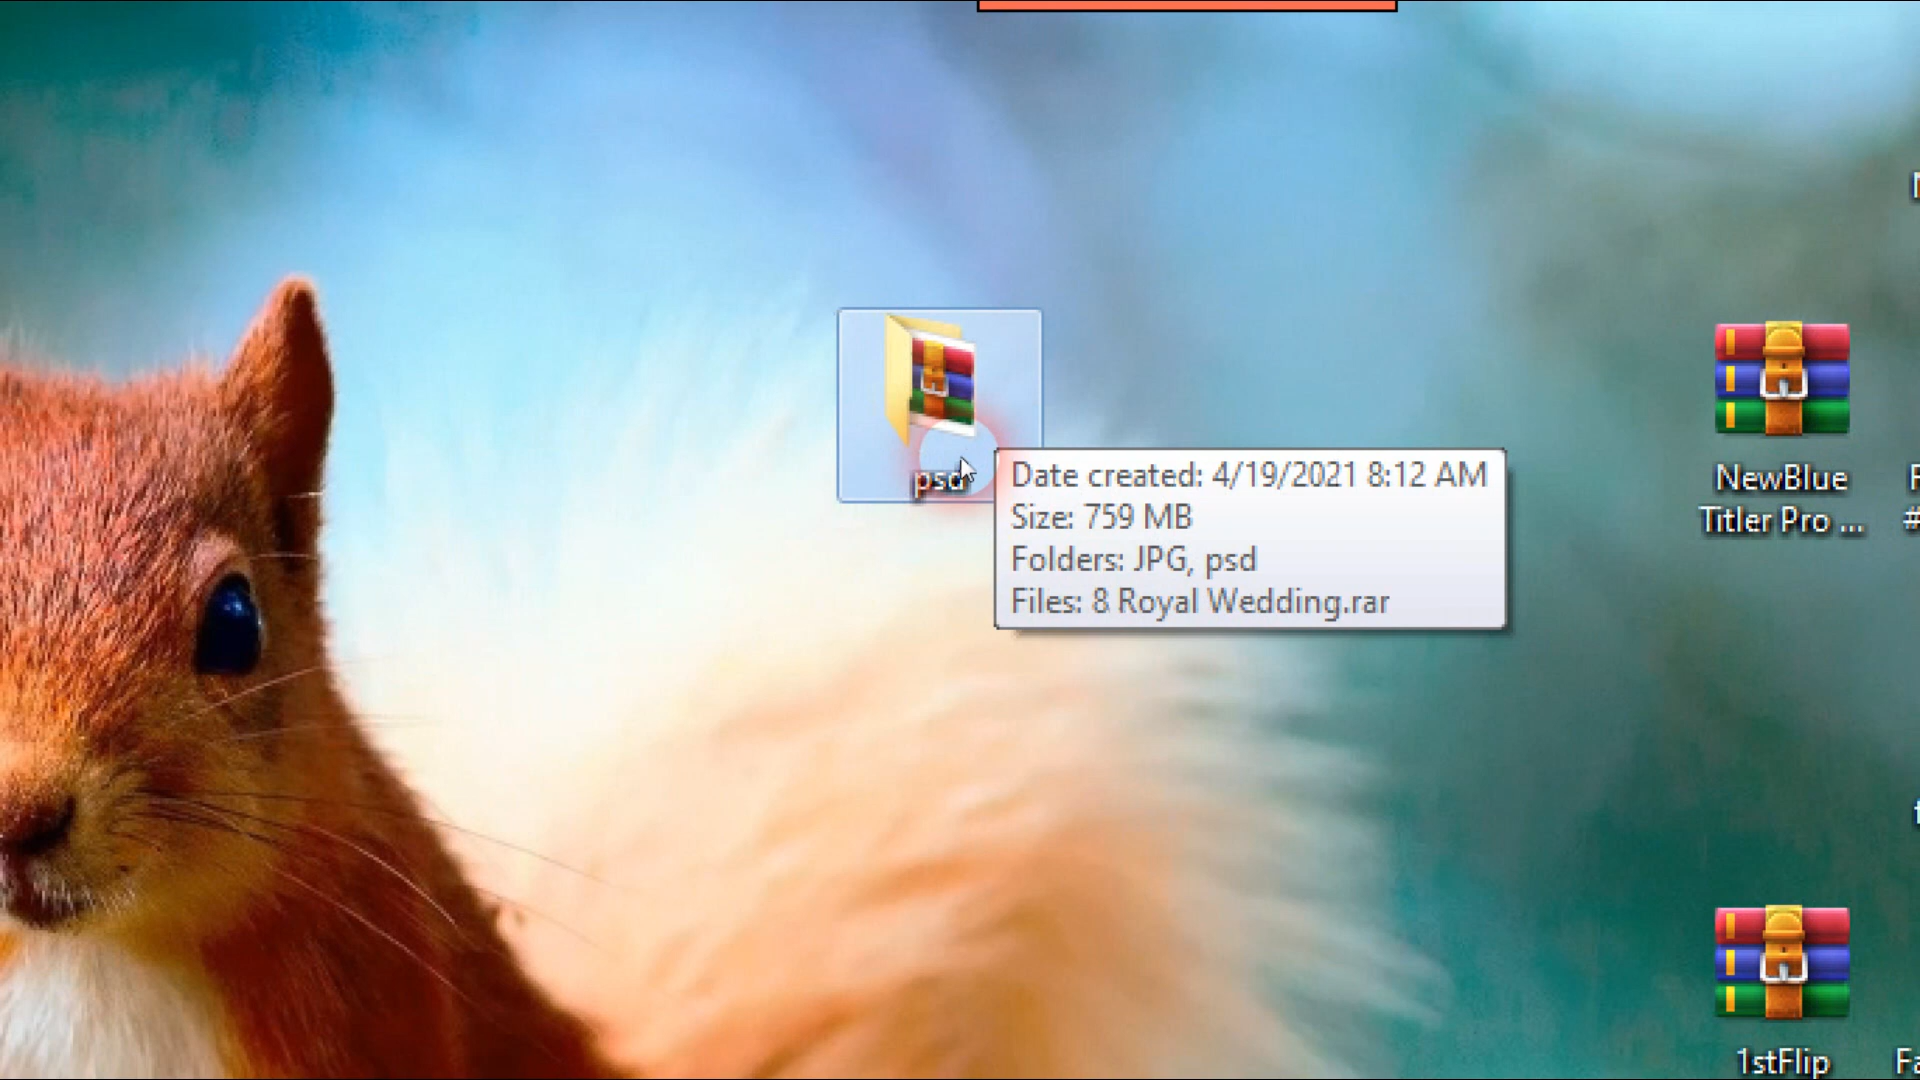 psd
Date created: 4/19/2021 8:12 AM
Size: 759 MB
Folders: JPG, psd
Files: 8 Royal Wedding.rar
NewBlue
Titler Pro ...
#
1stFlip